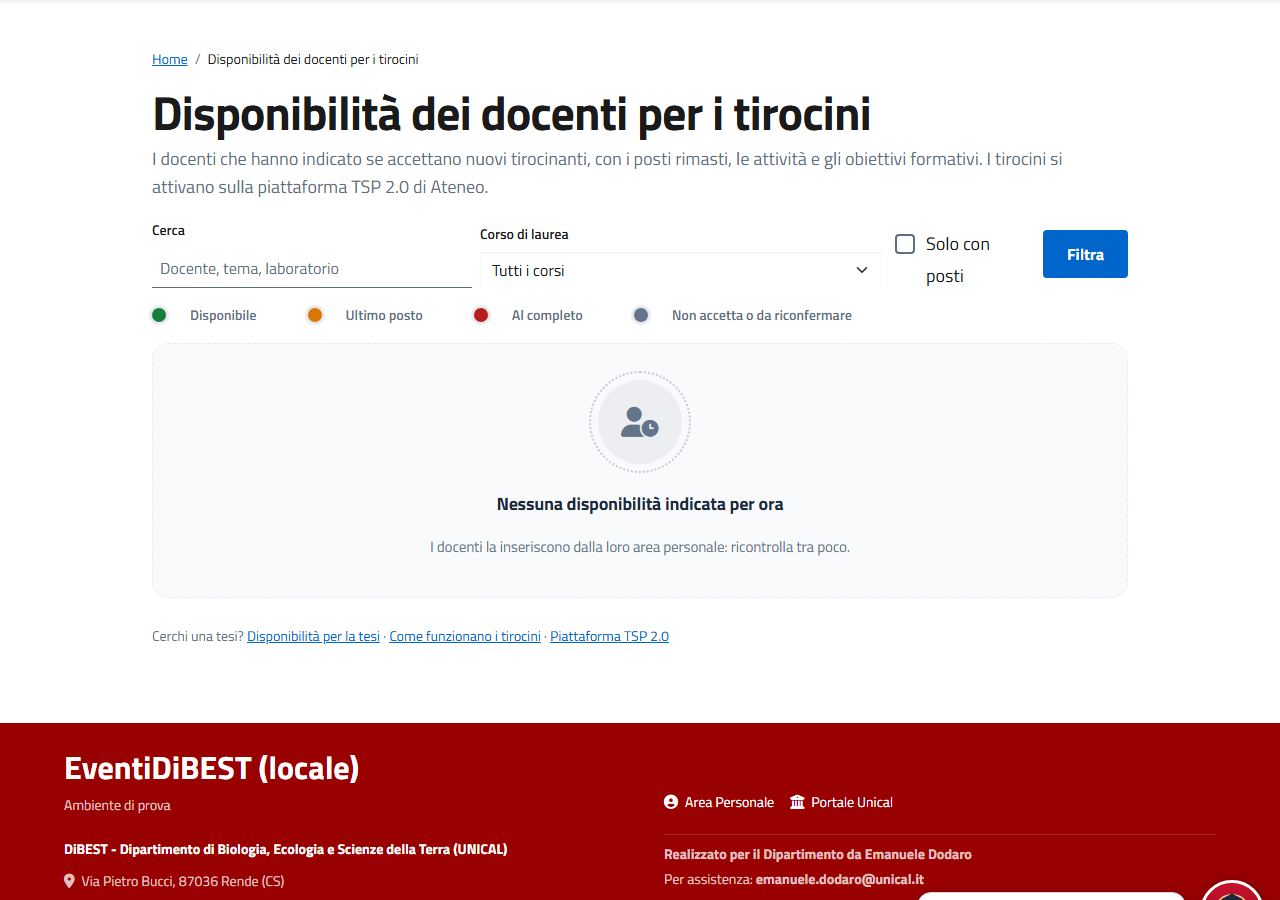 Home / Disponibilità dei docenti per i tirocini
Disponibilità dei docenti per i tirocini
I docenti che hanno indicato se accettano nuovi tirocinanti, con i posti rimasti, le attività e gli obiettivi formativi. I tirocini si
attivano sulla piattaforma TSP 2.0 di Ateneo.
Cerca
Docente, tema, laboratorio
Corso di laurea
Tutti i corsi
Solo con
posti
Filtra
Disponibile
Ultimo posto
Al completo
Non accetta o da riconfermare
Nessuna disponibilità indicata per ora
I docenti la inseriscono dalla loro area personale: ricontrolla tra poco.
Cerchi una tesi? Disponibilità per la tesi · Come funzionano i tirocini · Piattaforma TSP 2.0
EventiDiBEST (locale)
Ambiente di prova
DiBEST - Dipartimento di Biologia, Ecologia e Scienze della Terra (UNICAL)
Via Pietro Bucci, 87036 Rende (CS)
Area Personale
Portale Unical
Realizzato per il Dipartimento da Emanuele Dodaro
Per assistenza: emanuele.dodaro@unical.it